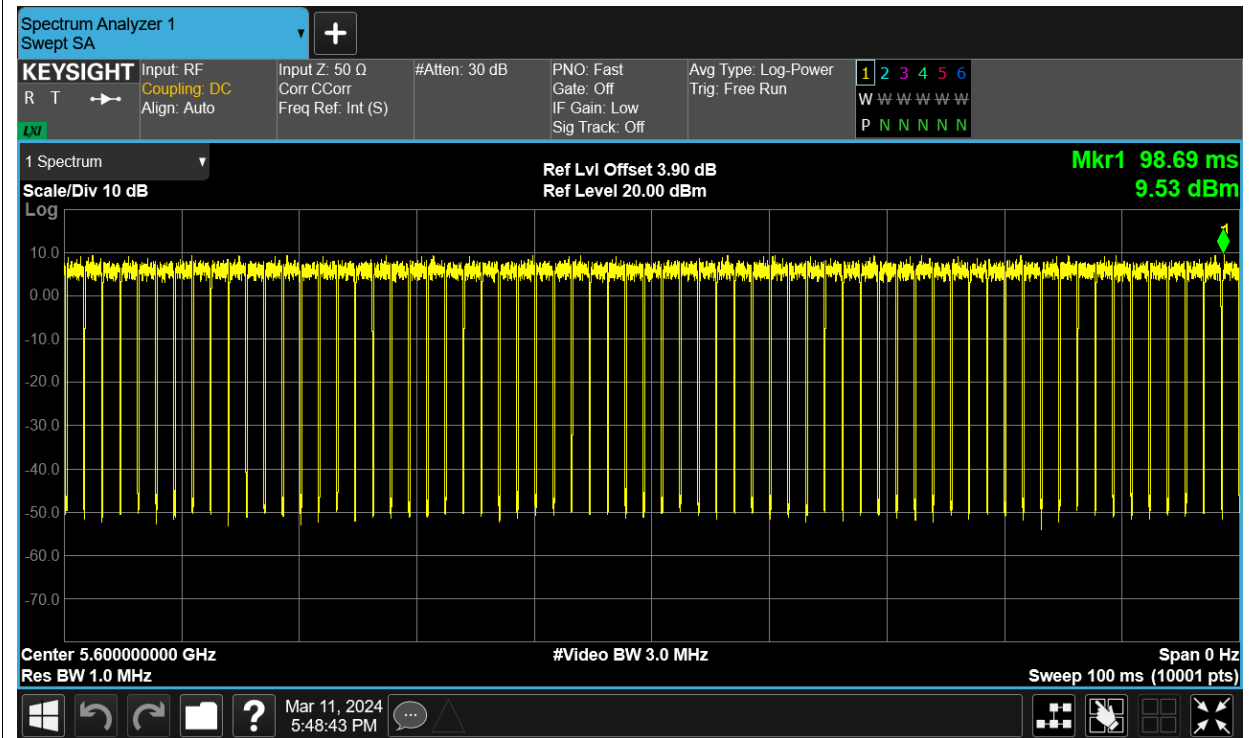 Spectrum Analyzer 1
Swept SA
KEYSIGHT
R T
LXI
Input: RF
Coupling: DC
Align: Auto
Input Z: 50 Ω
Corr CCorr
Freq Ref: Int (S)
#Atten: 30 dB
PNO: Fast
Gate: Off
IF Gain: Low
Sig Track: Off
Avg Type: Log-Power
Trig: Free Run
1 2 3 4 5 6
W W W W W W
P N N N N N
1 Spectrum
Scale/Div 10 dB
Ref Lvl Offset 3.90 dB
Ref Level 20.00 dBm
Mkr1 98.69 ms
9.53 dBm
Log
1
10.0
0.00
-10.0
-20.0
-30.0
-40.0
-50.0
-60.0
-70.0
Center 5.600000000 GHz
Res BW 1.0 MHz
#Video BW 3.0 MHz
Span 0 Hz
Sweep 100 ms (10001 pts)
?
Mar 11, 2024
5:48:43 PM